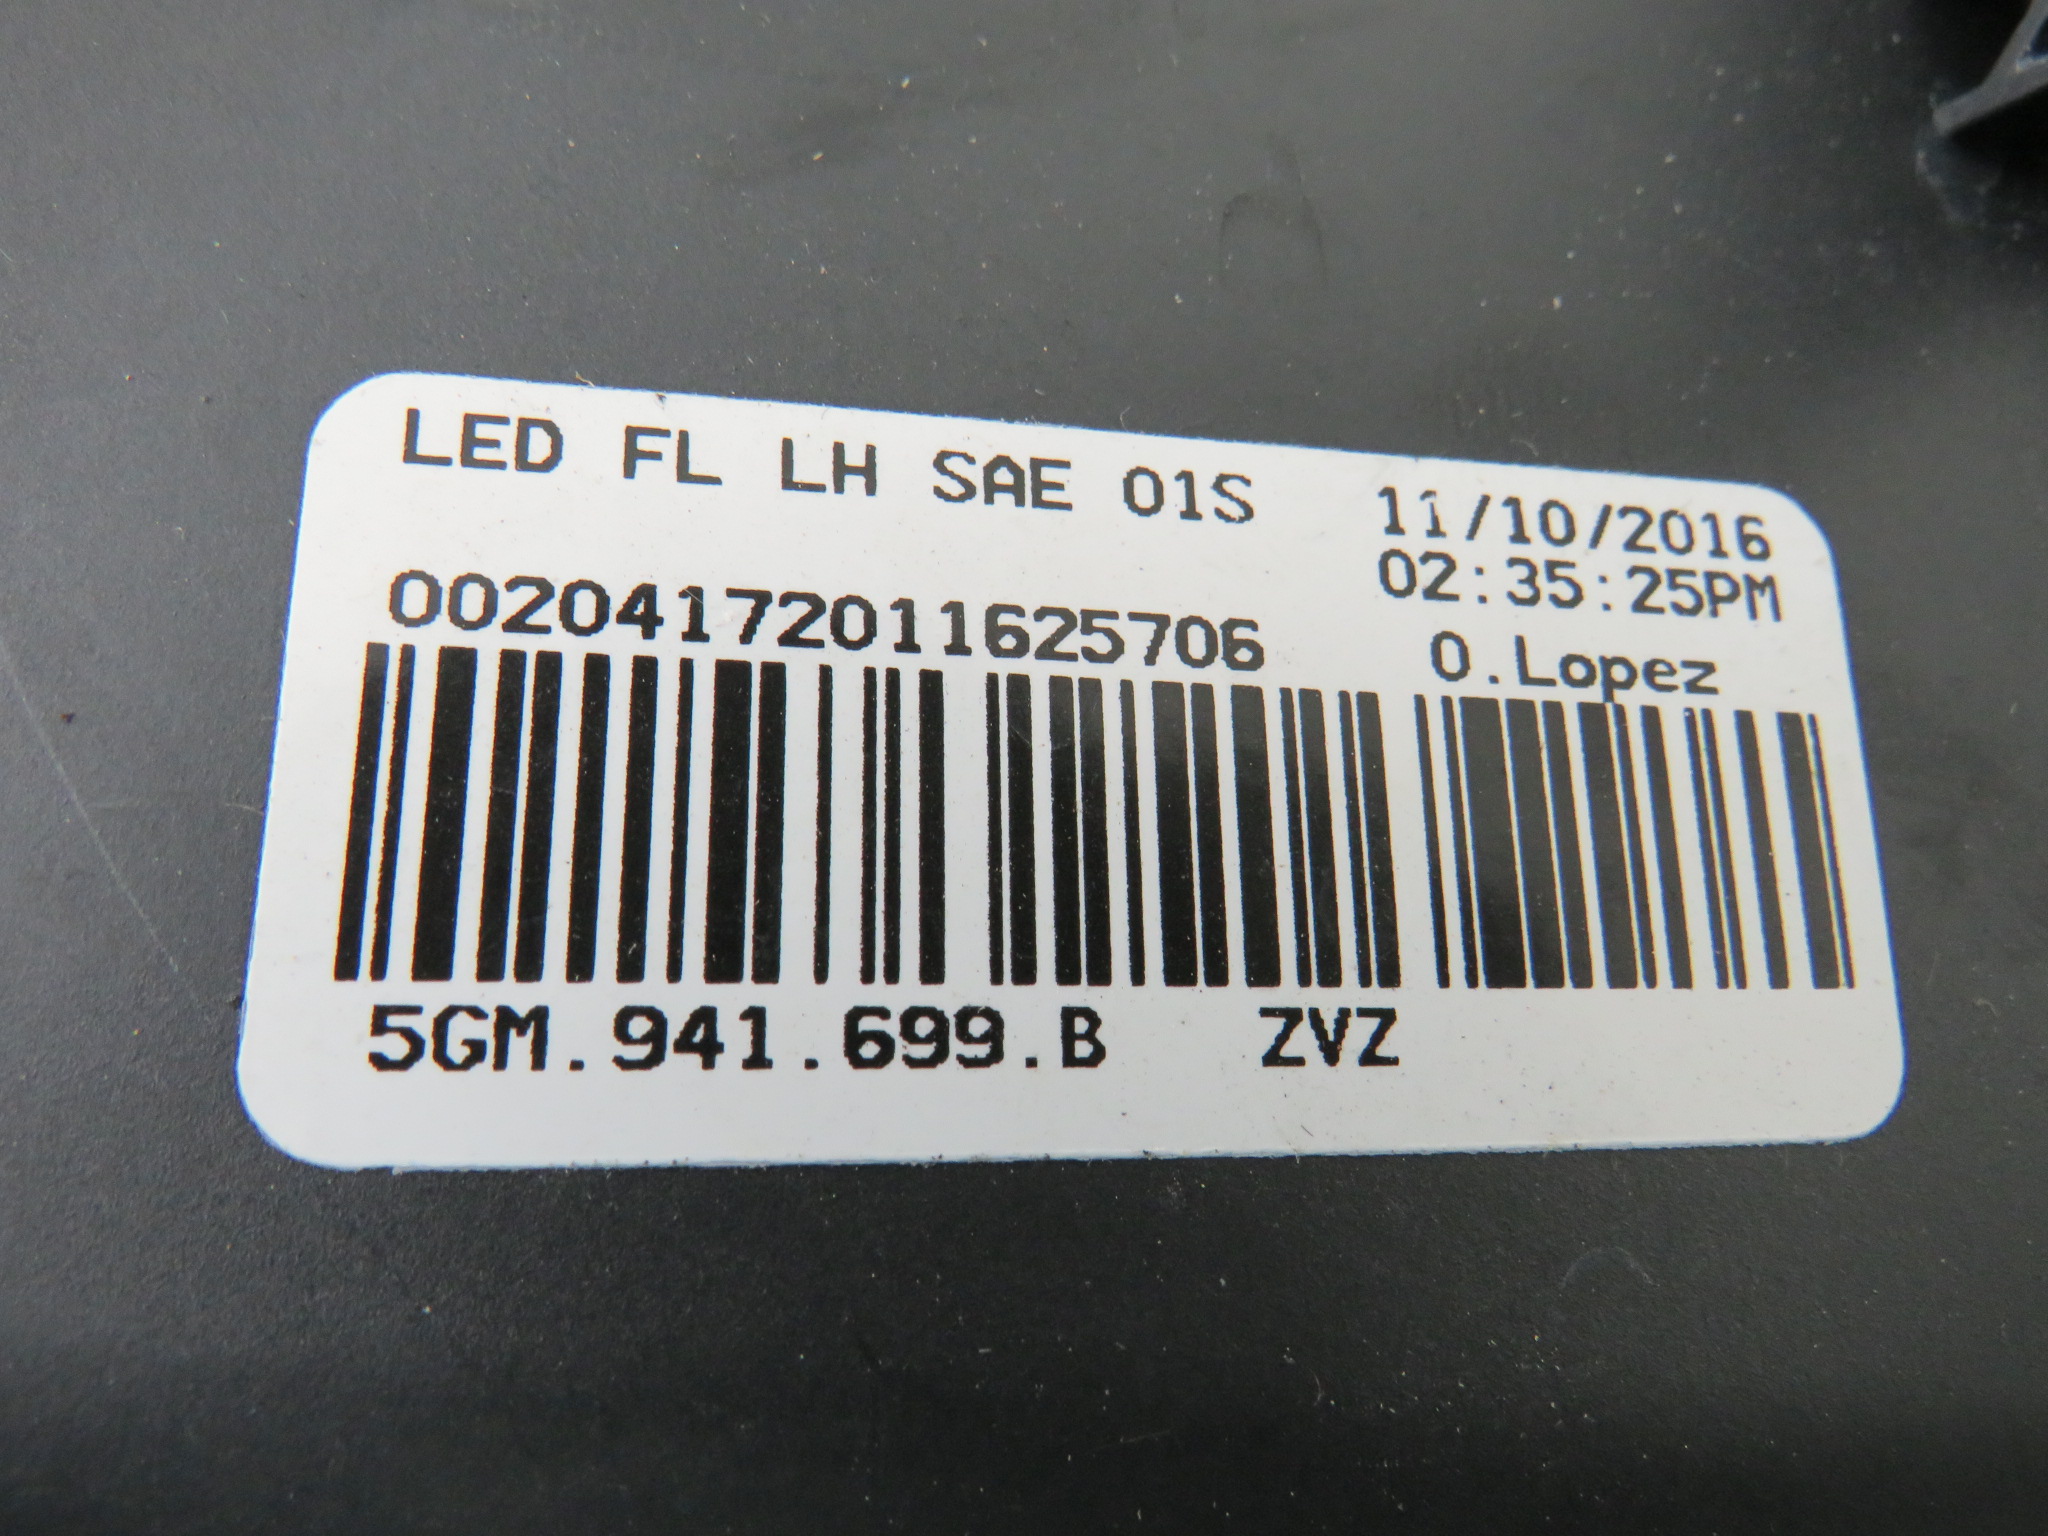 LED FL LH SAE 01S
11/10/2016
02:35:25PM
00204172011625706
O.Lopez
5GM.941.699.B ZVZ